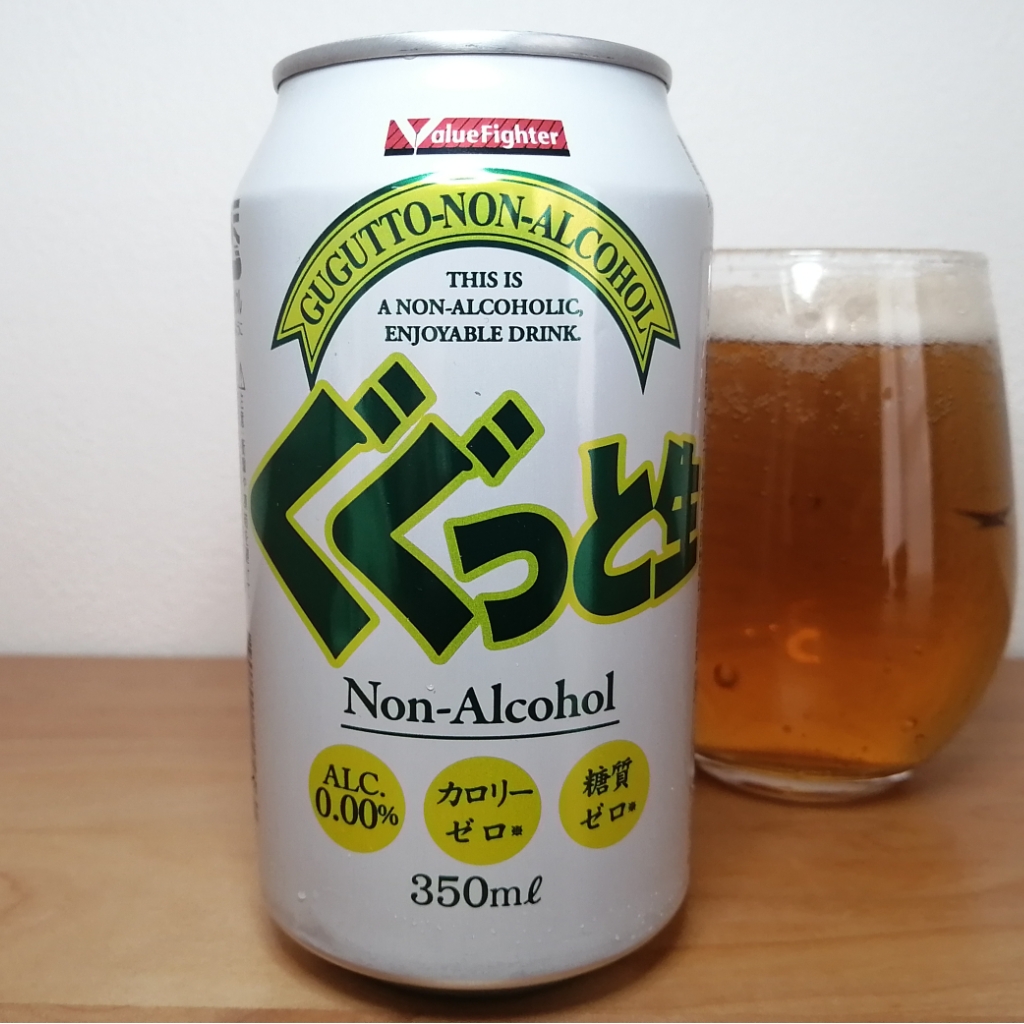 ValueFighter
GUGUTTO-NON-ALCOHOL
THIS IS
A NON-ALCOHOLIC,
ENJOYABLE DRINK.
ぐぐっと生
Non-Alcohol
ALC.
0.00%
カロリー
ゼロ※
糖質
ゼロ※
350mℓ